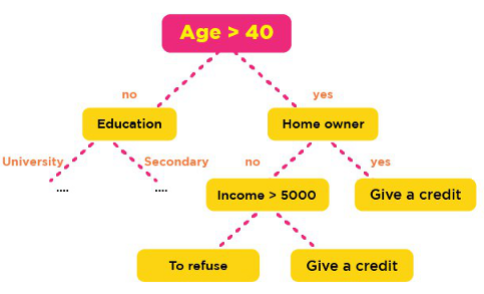 Age > 40
no
yes
Education
Home owner
University
Secondary
no
yes
....
....
Income > 5000
Give a credit
To refuse
Give a credit